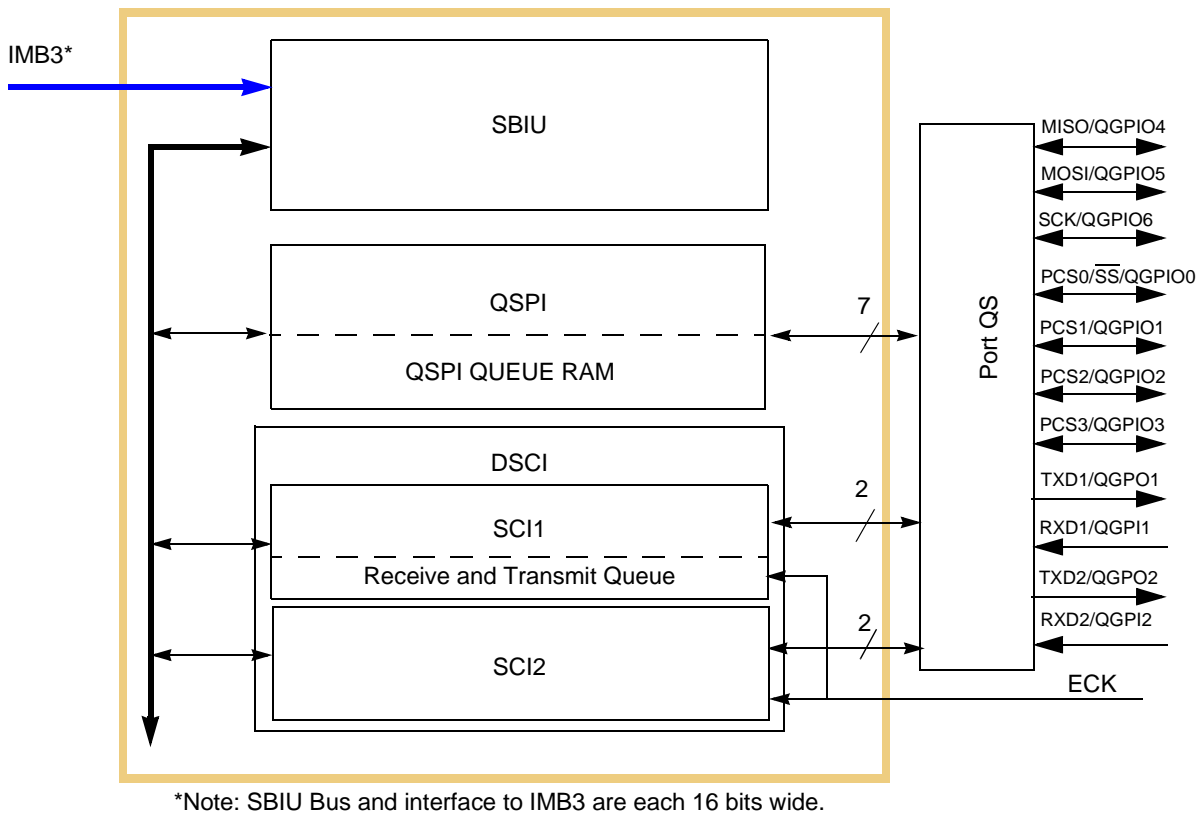 IMB3*
SBIU
QSPI
QSPI QUEUE RAM
7
DSCI
SCI1
Receive and Transmit Queue
2
SCI2
2
Port QS
MISO/QGPIO4
MOSI/QGPIO5
SCK/QGPIO6
PCS0/S̅S̅/QGPIO0
PCS1/QGPIO1
PCS2/QGPIO2
PCS3/QGPIO3
TXD1/QGPO1
RXD1/QGPI1
TXD2/QGPO2
RXD2/QGPI2
ECK
*Note: SBIU Bus and interface to IMB3 are each 16 bits wide.